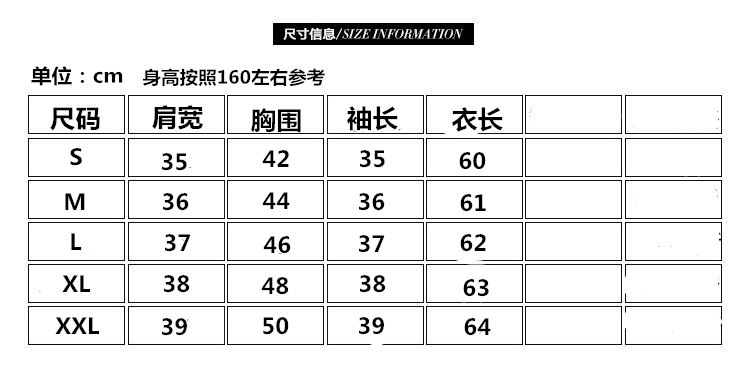 尺寸信息/SIZE INFORMATION
单位：cm 身高按照160左右参考
尺码 肩宽 胸围 袖长 衣长
S 35 42 35 60
M 36 44 36 61
L 37 46 37 62
XL 38 48 38 63
XXL 39 50 39 64